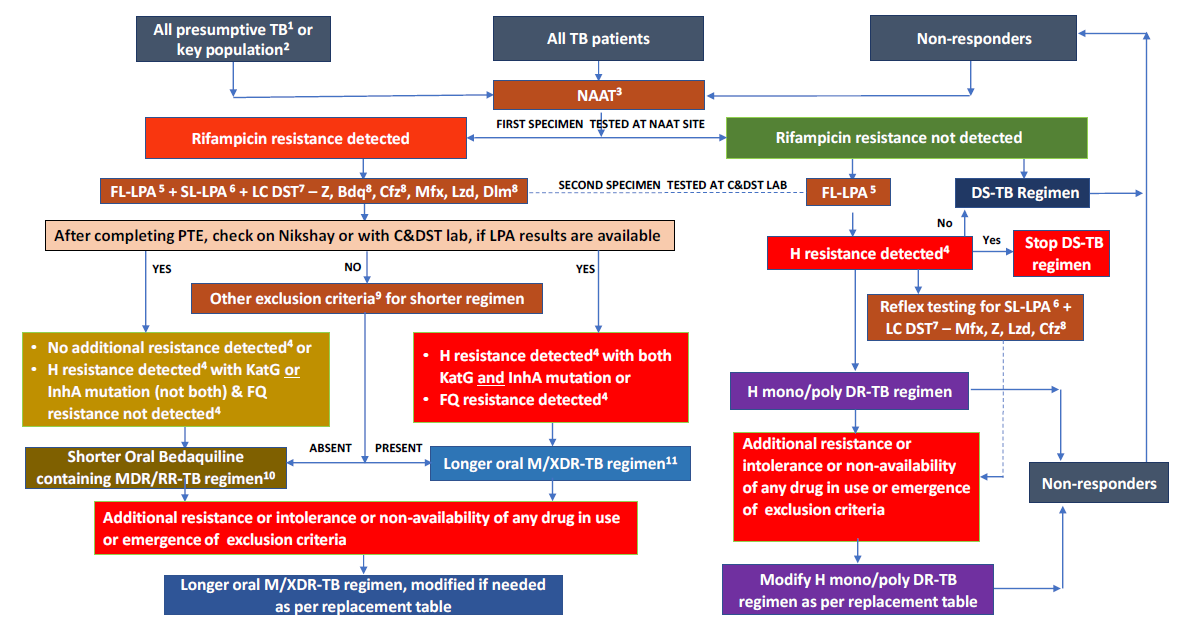 All presumptive TB¹ or
key population²
All TB patients
Non-responders
NAAT³
FIRST SPECIMEN TESTED AT NAAT SITE
Rifampicin resistance detected
Rifampicin resistance not detected
FL-LPA ⁵ + SL-LPA ⁶ + LC DST⁷ – Z, Bdq⁸, Cfz⁸, Mfx, Lzd, Dlm⁸
SECOND SPECIMEN TESTED AT C&DST LAB
FL-LPA ⁵
DS-TB Regimen
After completing PTE, check on Nikshay or with C&DST lab, if LPA results are available
No
H resistance detected⁴
Yes
Stop DS-TB
regimen
YES
NO
YES
Other exclusion criteria⁹ for shorter regimen
Reflex testing for SL-LPA ⁶ +
LC DST⁷ – Mfx, Z, Lzd, Cfz⁸
• No additional resistance detected⁴ or
• H resistance detected⁴ with KatG or
InhA mutation (not both) & FQ
resistance not detected⁴
• H resistance detected⁴ with both
KatG and InhA mutation or
• FQ resistance detected⁴
H mono/poly DR-TB regimen
ABSENT
PRESENT
Shorter Oral Bedaquiline
containing MDR/RR-TB regimen¹⁰
Longer oral M/XDR-TB regimen¹¹
Additional resistance or
intolerance or non-availability
of any drug in use or emergence
of exclusion criteria
Non-responders
Additional resistance or intolerance or non-availability of any drug in use
or emergence of exclusion criteria
Longer oral M/XDR-TB regimen, modified if needed
as per replacement table
Modify H mono/poly DR-TB
regimen as per replacement table